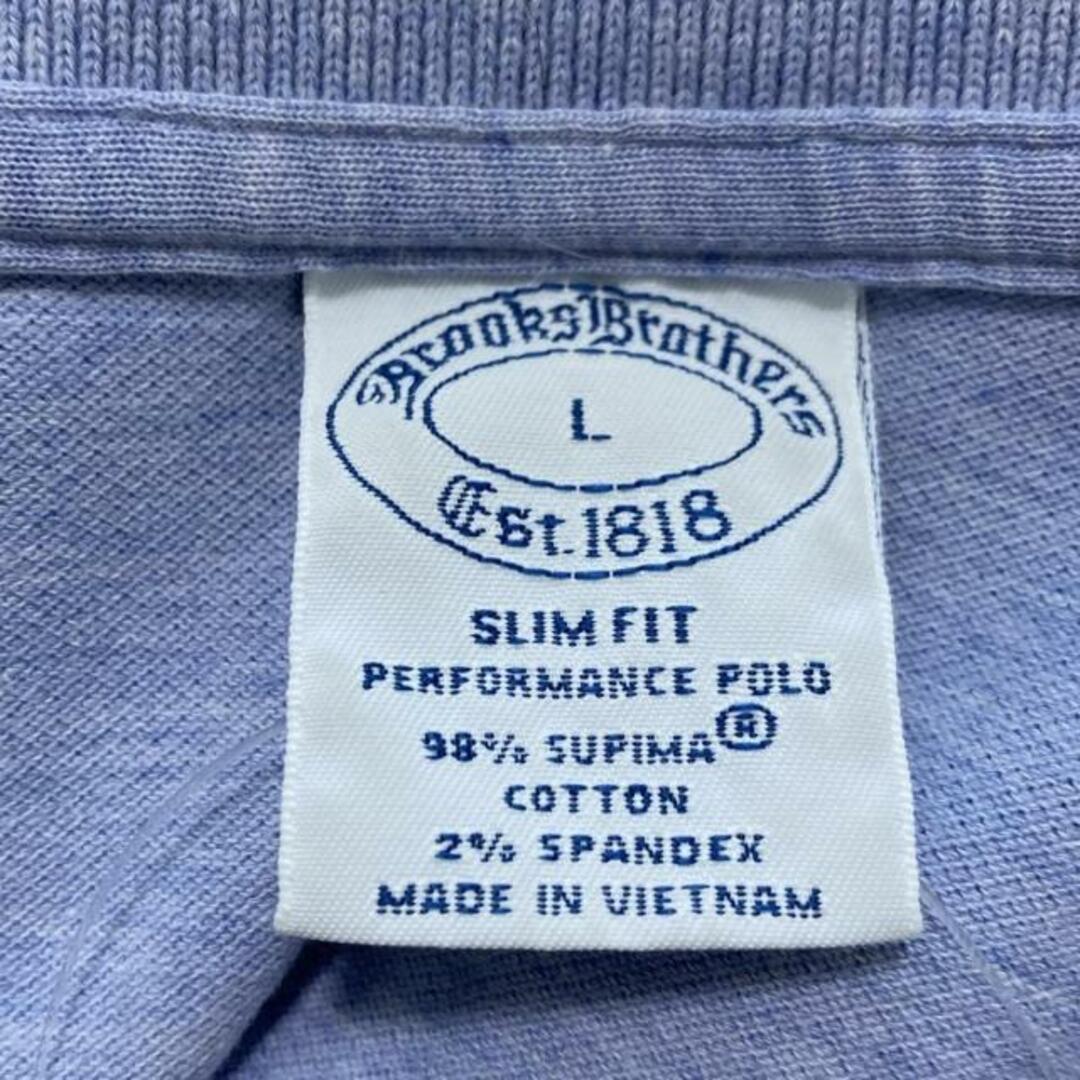 Brooks Brothers
L
Est. 1818
SLIM FIT
PERFORMANCE POLO
98% SUPIMA®
COTTON
2% SPANDEX
MADE IN VIETNAM